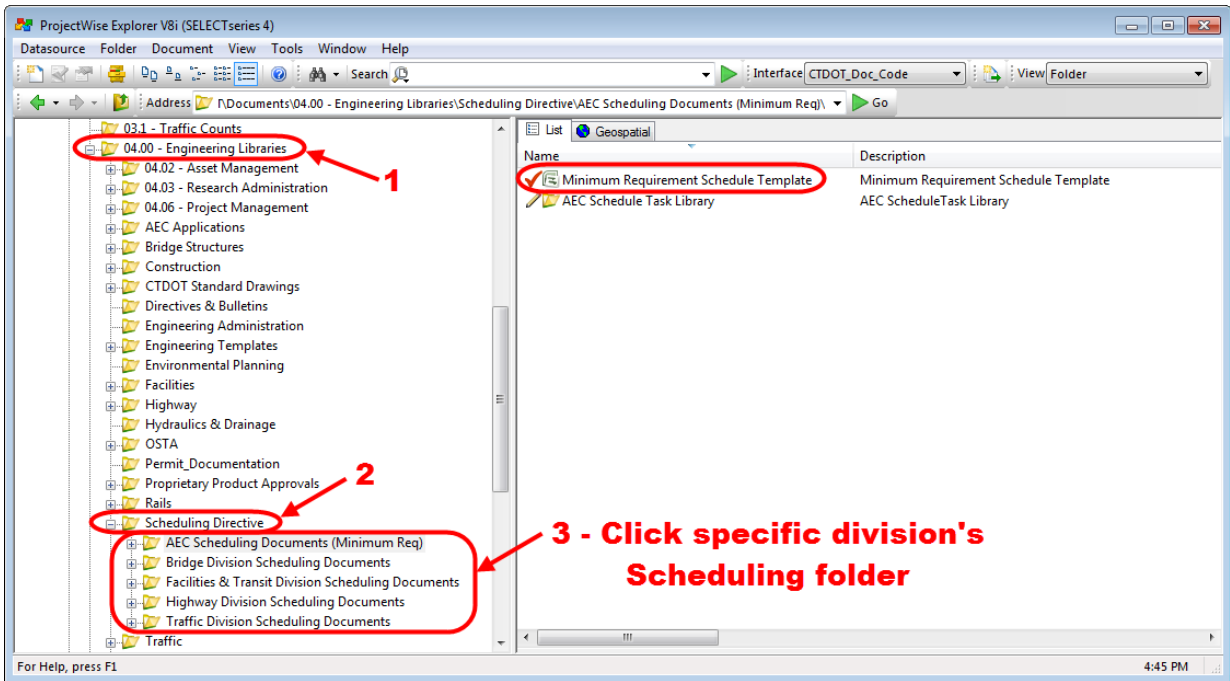 ProjectWise Explorer V8i (SELECTseries 4)
Datasource Folder Document View Tools Window Help
Search Interface CTDOT_Doc_Code View Folder
Address \Documents\04.00 - Engineering Libraries\Scheduling Directive\AEC Scheduling Documents (Minimum Req)\ Go
03.1 - Traffic Counts
04.00 - Engineering Libraries
1
04.02 - Asset Management
04.03 - Research Administration
04.06 - Project Management
AEC Applications
Bridge Structures
Construction
CTDOT Standard Drawings
Directives & Bulletins
Engineering Administration
Engineering Templates
Environmental Planning
Facilities
Highway
Hydraulics & Drainage
OSTA
Permit_Documentation
Proprietary Product Approvals
2
Rails
Scheduling Directive
AEC Scheduling Documents (Minimum Req)
Bridge Division Scheduling Documents
Facilities & Transit Division Scheduling Documents
Highway Division Scheduling Documents
Traffic Division Scheduling Documents
Traffic
List Geospatial
Name Description
Minimum Requirement Schedule Template Minimum Requirement Schedule Template
AEC Schedule Task Library AEC ScheduleTask Library
3 - Click specific division's
Scheduling folder
For Help, press F1 4:45 PM